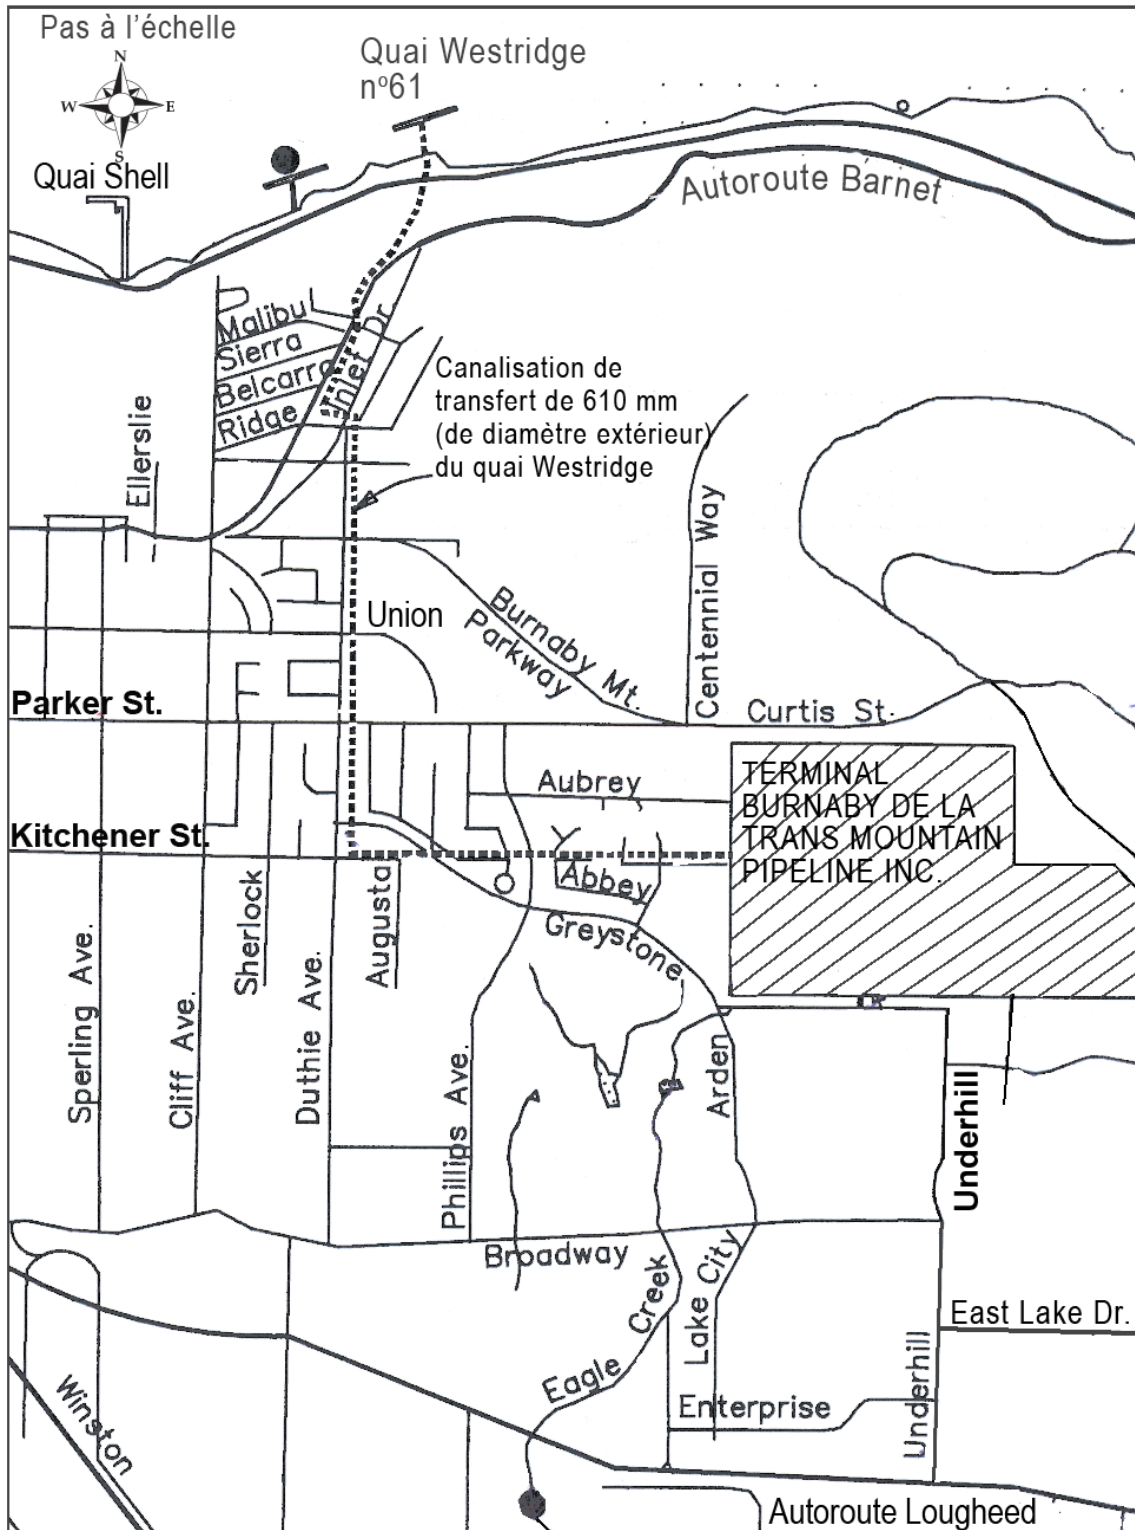 Pas à l'échelle
N
W
E
S
Quai Westridge
nº61
Quai Shell
Autoroute Barnet
Malibu
Sierra
Belcarra
Ridge
Inlet Dr.
Canalisation de
transfert de 610 mm
(de diamètre extérieur)
du quai Westridge
Ellerslie
Centennial Way
Union
Burnaby Mt.
Parkway
Parker St.
Curtis St.
Aubrey
TERMINAL
BURNABY DE LA
TRANS MOUNTAIN
PIPELINE INC.
Kitchener St.
Abbey
Sherlock
Augusta
Greystone
Sperling Ave.
Cliff Ave.
Duthie Ave.
Phillips Ave.
Arden
Underhill
Broadway
Creek
Lake City
East Lake Dr.
Eagle
Enterprise
Underhill
Winston
Autoroute Lougheed